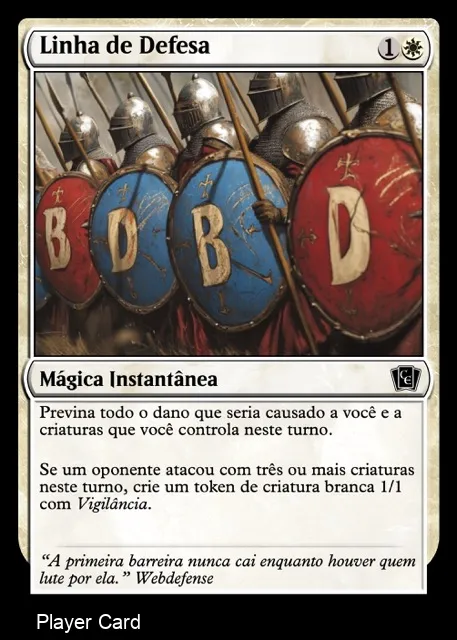 Linha de Defesa 1
B D B D
Mágica Instantânea
Previna todo o dano que seria causado a você e a
criaturas que você controla neste turno.
Se um oponente atacou com três ou mais criaturas
neste turno, crie um token de criatura branca 1/1
com Vigilância.
“A primeira barreira nunca cai enquanto houver quem
lute por ela.” Webdefense
Player Card